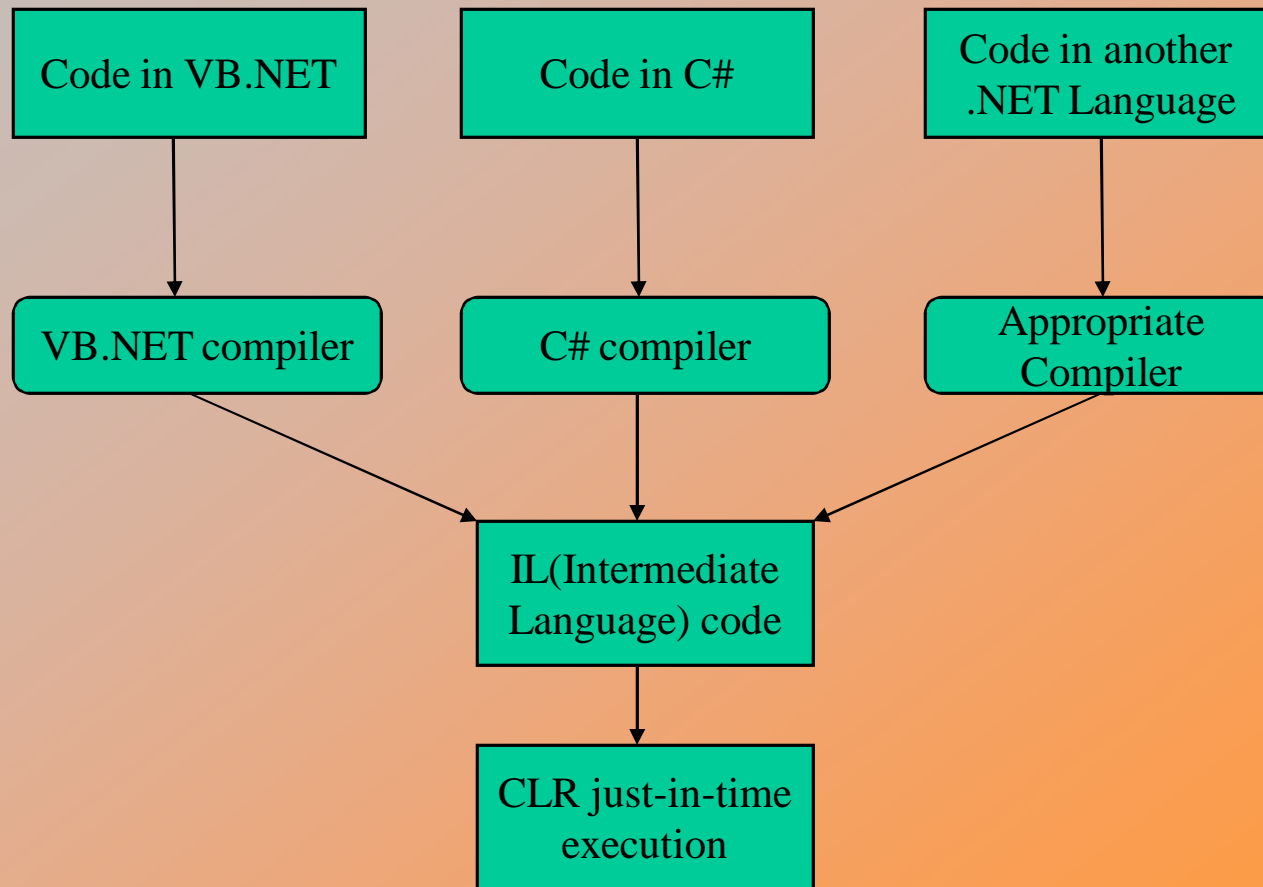 Code in VB.NET
Code in C#
Code in another
.NET Language
VB.NET compiler
C# compiler
Appropriate
Compiler
IL(Intermediate
Language) code
CLR just-in-time
execution